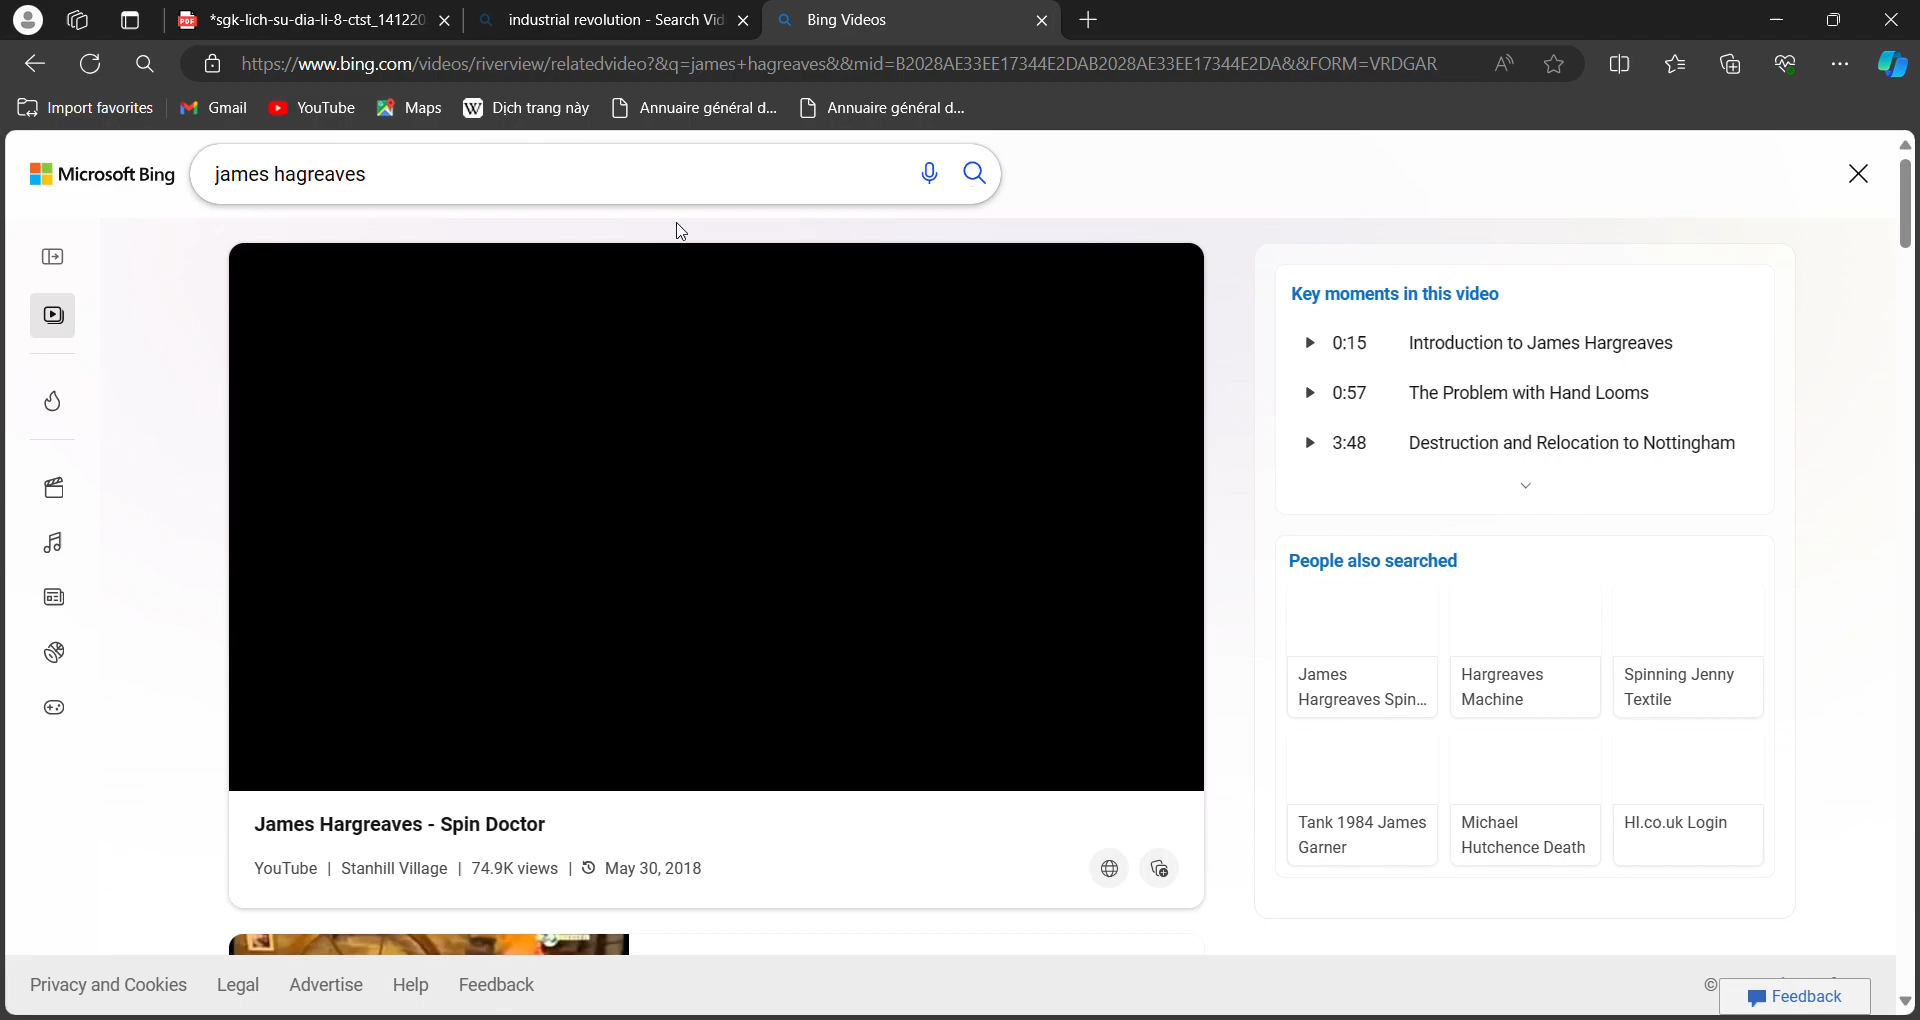 *sgk-lich-su-dia-li-8-ctst_141220
industrial revolution - Search Vid
Bing Videos
https://www.bing.com/videos/riverview/relatedvideo?&q=james+hagreaves&&mid=B2028AE33EE17344E2DAB2028AE33EE17344E2DA&&FORM=VRDGAR
Import favorites
Gmail
YouTube
Maps
Dịch trang này
Annuaire général d...
Annuaire général d...
Microsoft Bing
james hagreaves
Key moments in this video
0:15 Introduction to James Hargreaves
0:57 The Problem with Hand Looms
3:48 Destruction and Relocation to Nottingham
People also searched
James
Hargreaves Spin...
Hargreaves
Machine
Spinning Jenny
Textile
Tank 1984 James
Garner
Michael
Hutchence Death
Hl.co.uk Login
James Hargreaves - Spin Doctor
YouTube | Stanhill Village | 74.9K views | May 30, 2018
Privacy and Cookies
Legal
Advertise
Help
Feedback
©
Feedback